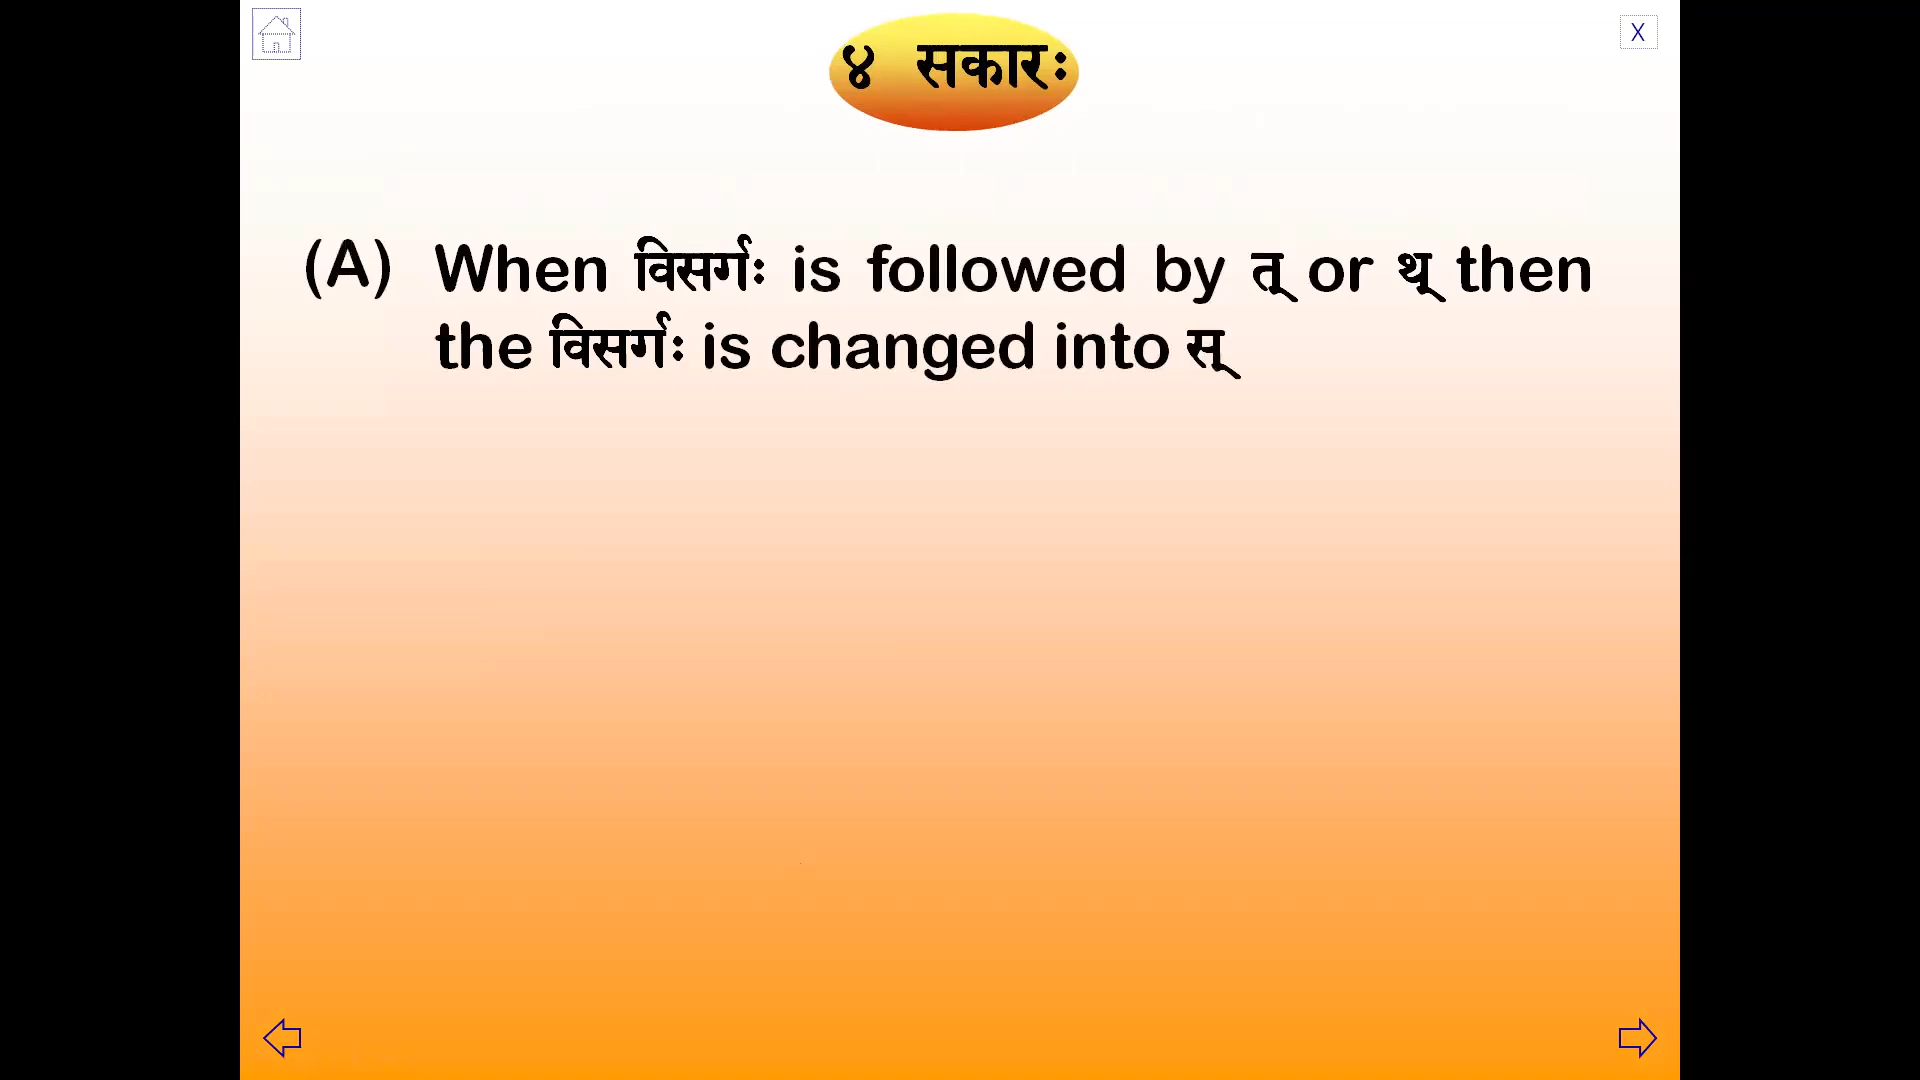 ४ सकारः
X
(A) When विसर्गः is followed by त् or थ् then
the विसर्गः is changed into स्